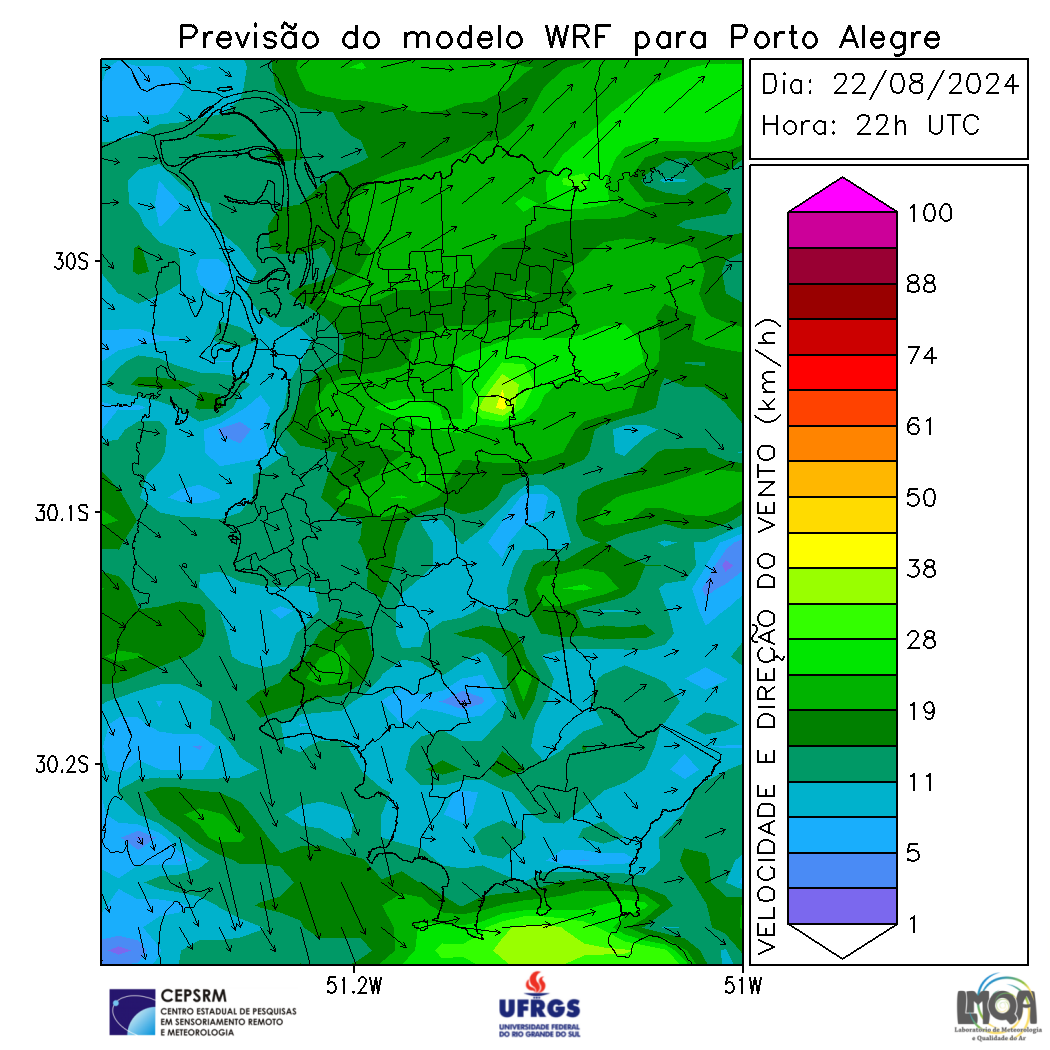 Previsão do modelo WRF para Porto Alegre
Dia: 22/08/2024
Hora: 22h UTC
30S
30.1S
30.2S
51.2W
51W
VELOCIDADE E DIREÇÃO DO VENTO (km/h)
100
88
74
61
50
38
28
19
11
5
1
CEPSRM
CENTRO ESTADUAL DE PESQUISAS
EM SENSORIAMENTO REMOTO
E METEOROLOGIA
UFRGS
UNIVERSIDADE FEDERAL
DO RIO GRANDE DO SUL
LMQA
Laboratório de Meteorologia
e Qualidade do Ar